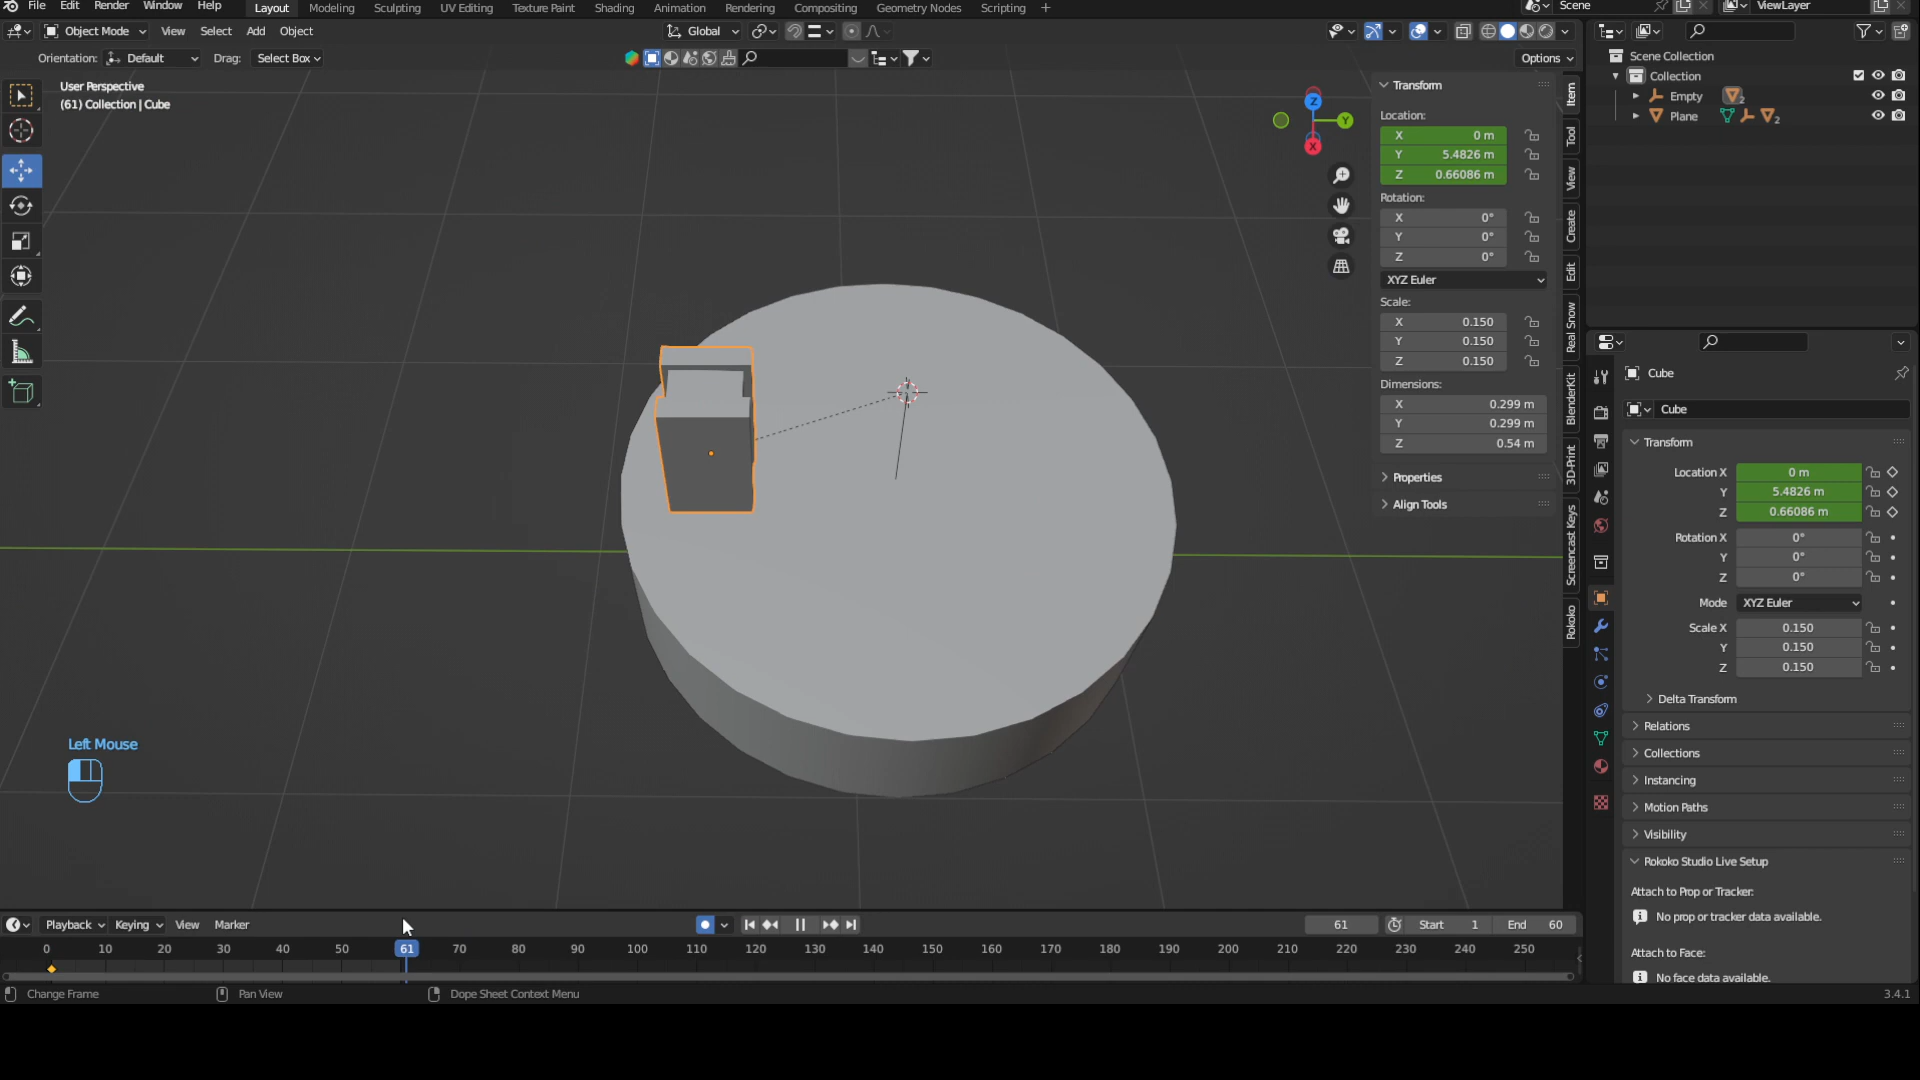 File Edit Render Window Help Layout Modeling Sculpting UV Editing Texture Paint Shading Animation Rendering Compositing Geometry Nodes Scripting + Scene ViewLayer
Object Mode View Select Add Object Global
Orientation: Default Drag: Select Box Options
User Perspective
(61) Collection | Cube
Z
Y
X
Transform
Location:
X 0 m
Y 5.4826 m
Z 0.66086 m
Rotation:
X 0°
Y 0°
Z 0°
XYZ Euler
Scale:
X 0.150
Y 0.150
Z 0.150
Dimensions:
X 0.299 m
Y 0.299 m
Z 0.54 m
Properties
Align Tools
Item
Tool
View
Create
Edit
Real Snow
BlenderKit
3D-Print
Screencast Keys
Rokoko
Scene Collection
Collection
Empty 2
Plane 2
Cube
Cube
Transform
Location X 0 m
Y 5.4826 m
Z 0.66086 m
Rotation X 0°
Y 0°
Z 0°
Mode XYZ Euler
Scale X 0.150
Y 0.150
Z 0.150
Delta Transform
Relations
Collections
Instancing
Motion Paths
Visibility
Rokoko Studio Live Setup
Attach to Prop or Tracker:
No prop or tracker data available.
Attach to Face:
No face data available.
Left Mouse
Playback Keying View Marker 61 Start 1 End 60
0 10 20 30 40 50 61 70 80 90 100 110 120 130 140 150 160 170 180 190 200 210 220 230 240 250
Change Frame Pan View Dope Sheet Context Menu 3.4.1